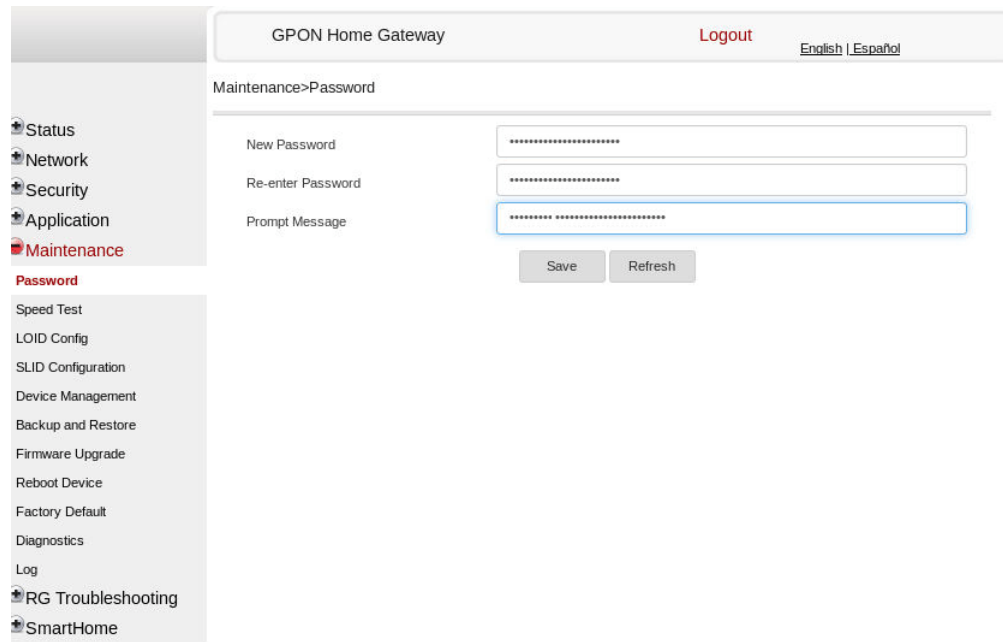 GPON Home Gateway
Logout
English | Español
Maintenance>Password
Status
Network
Security
Application
Maintenance
Password
Speed Test
LOID Config
SLID Configuration
Device Management
Backup and Restore
Firmware Upgrade
Reboot Device
Factory Default
Diagnostics
Log
RG Troubleshooting
SmartHome
New Password
Re-enter Password
Prompt Message
Save
Refresh